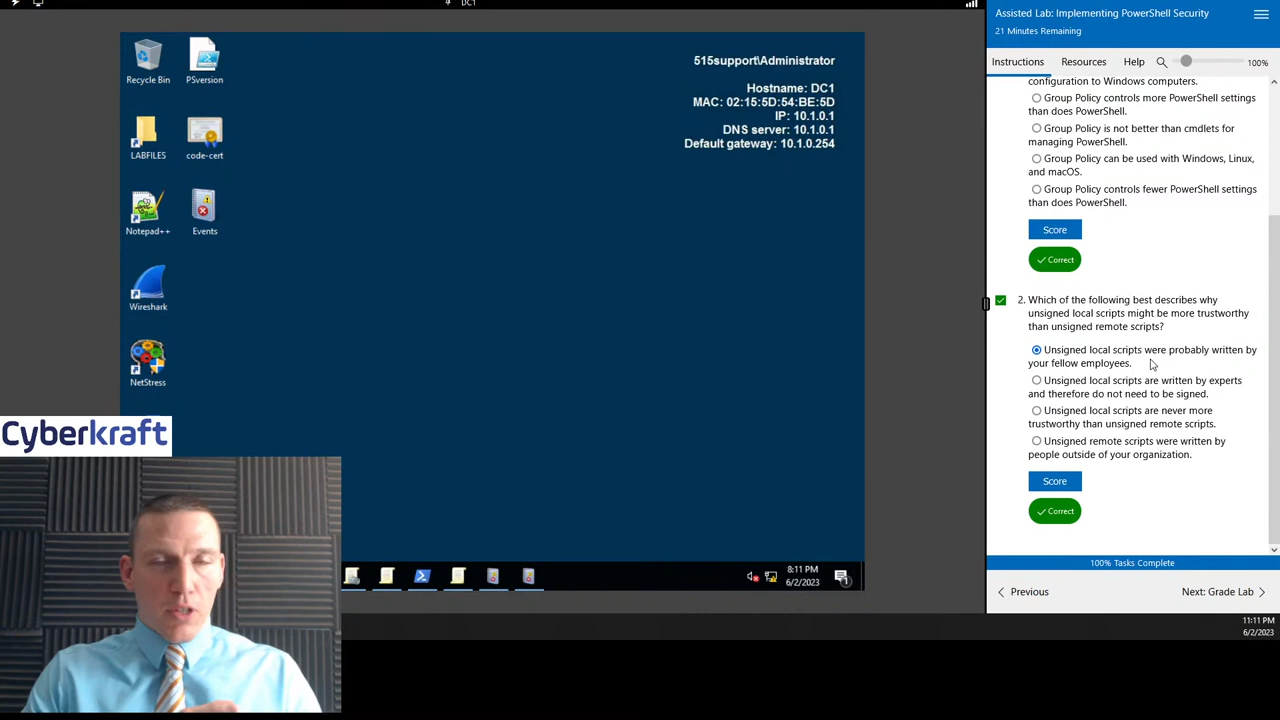 DC1
Recycle Bin
PSversion
LABFILES
code-cert
Notepad++
Events
Wireshark
NetStress
515support\Administrator
Hostname: DC1
MAC: 02:15:5D:54:BE:5D
IP: 10.1.0.1
DNS server: 10.1.0.1
Default gateway: 10.1.0.254
Cyberkraft
8:11 PM
6/2/2023
Assisted Lab: Implementing PowerShell Security
21 Minutes Remaining
Instructions
Resources
Help
100%
configuration to Windows computers.
Group Policy controls more PowerShell settings
than does PowerShell.
Group Policy is not better than cmdlets for
managing PowerShell.
Group Policy can be used with Windows, Linux,
and macOS.
Group Policy controls fewer PowerShell settings
than does PowerShell.
Score
Correct
2. Which of the following best describes why
unsigned local scripts might be more trustworthy
than unsigned remote scripts?
Unsigned local scripts were probably written by
your fellow employees.
Unsigned local scripts are written by experts
and therefore do not need to be signed.
Unsigned local scripts are never more
trustworthy than unsigned remote scripts.
Unsigned remote scripts were written by
people outside of your organization.
Score
Correct
100% Tasks Complete
Previous
Next: Grade Lab
11:11 PM
6/2/2023